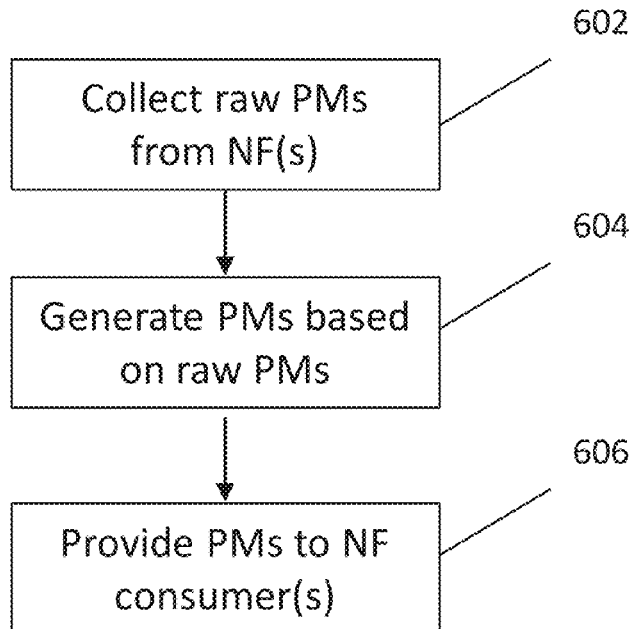 602
Collect raw PMs
from NF(s)
604
Generate PMs based
on raw PMs
606
Provide PMs to NF
consumer(s)